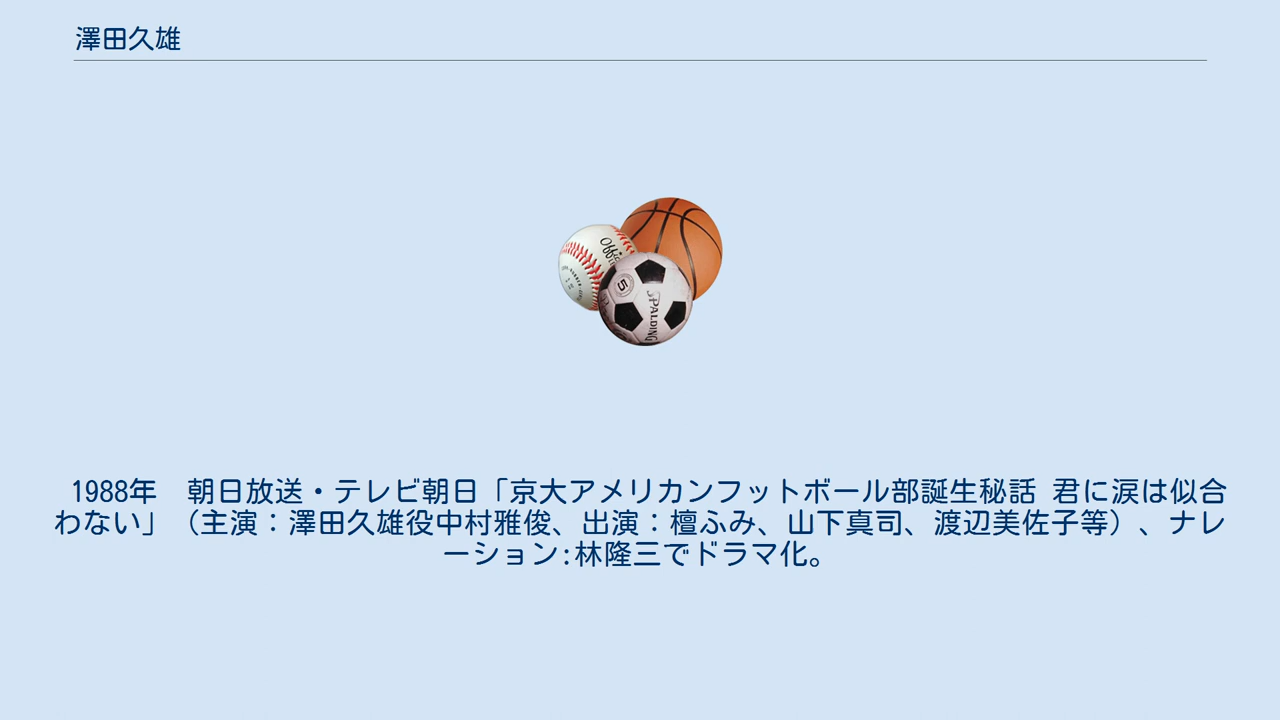 澤田久雄
Offici
5
SPALDING
1988年　朝日放送・テレビ朝日「京大アメリカンフットボール部誕生秘話 君に涙は似合
わない」（主演：澤田久雄役中村雅俊、出演：檀ふみ、山下真司、渡辺美佐子等）、ナレ
ーション:林隆三でドラマ化。